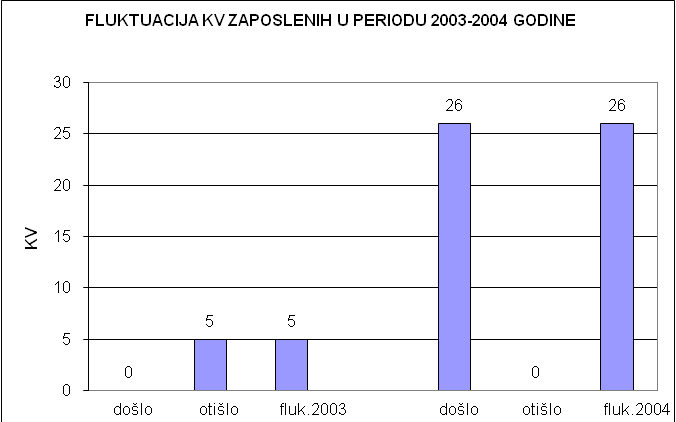 FLUKTUACIJA KV ZAPOSLENIH U PERIODU 2003-2004 GODINE
30
25
20
15
10
5
0
KV
0
5
5
26
0
26
došlo
otišlo
fluk.2003
došlo
otišlo
fluk.2004